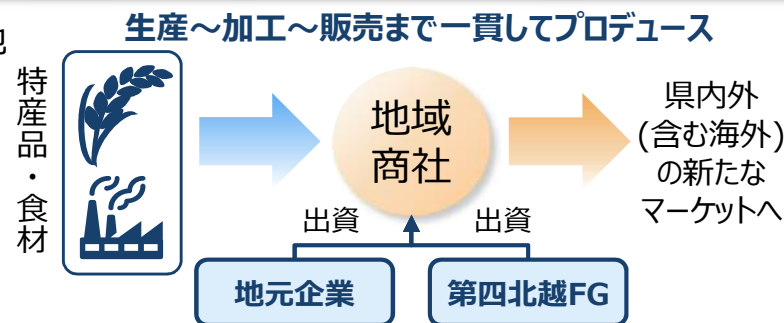 生産～加工～販売まで一貫してプロデュース
特産品・食材
地域
商社
県内外
(含む海外)
の新たな
マーケットへ
出資
出資
地元企業
第四北越FG